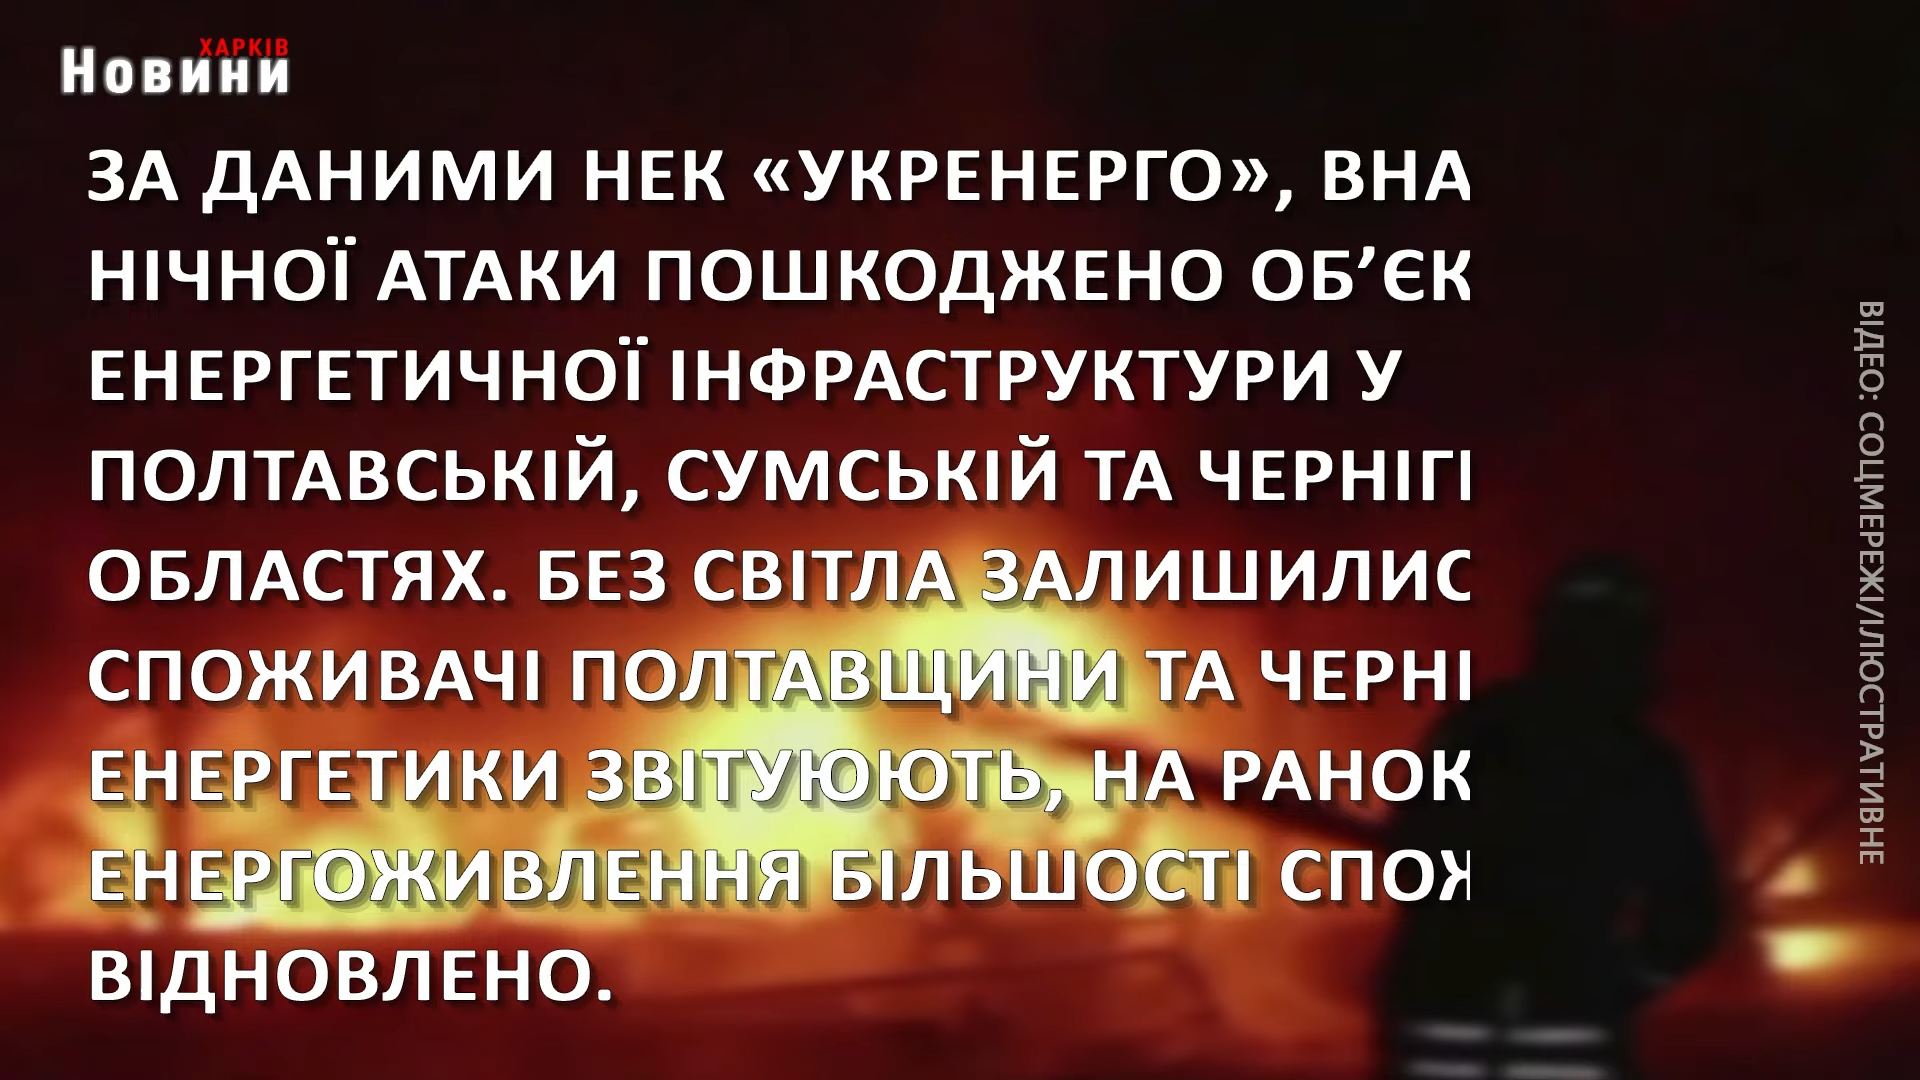 ХАРКІВ
Новини
ЗА ДАНИМИ НЕК «УКРЕНЕРГО», ВНА
НІЧНОЇ АТАКИ ПОШКОДЖЕНО ОБ’ЄК
ЕНЕРГЕТИЧНОЇ ІНФРАСТРУКТУРИ У
ПОЛТАВСЬКІЙ, СУМСЬКІЙ ТА ЧЕРНІГІ
ОБЛАСТЯХ. БЕЗ СВІТЛА ЗАЛИШИЛИС
СПОЖИВАЧІ ПОЛТАВЩИНИ ТА ЧЕРНІ
ЕНЕРГЕТИКИ ЗВІТУЮЮТЬ, НА РАНОК
ЕНЕРГОЖИВЛЕННЯ БІЛЬШОСТІ СПОЖ
ВІДНОВЛЕНО.
ВІДЕО: СОЦМЕРЕЖІ/ІЛЮСТРАТИВНЕ